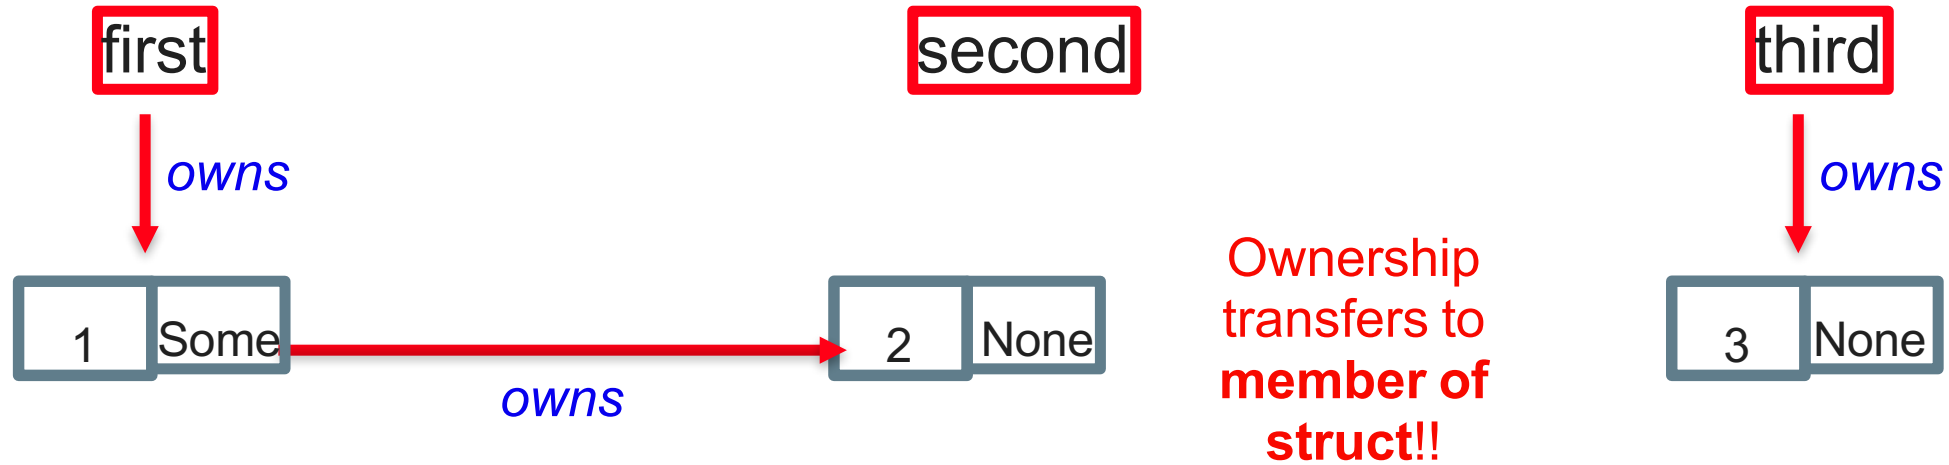 first
second
third
owns
owns
Ownership
transfers to
member of
struct!!
1
Some
2
None
3
None
owns